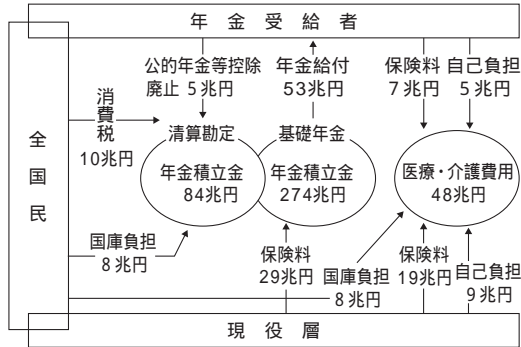 年金受給者
公的年金等控除
廃止 5兆円
年金給付
53兆円
保険料
7兆円
自己負担
5兆円
消費税
10兆円
全国民
清算勘定
年金積立金
84兆円
基礎年金
年金積立金
274兆円
医療・介護費用
48兆円
国庫負担
8兆円
保険料
29兆円
国庫負担
8兆円
保険料
19兆円
自己負担
9兆円
現役層